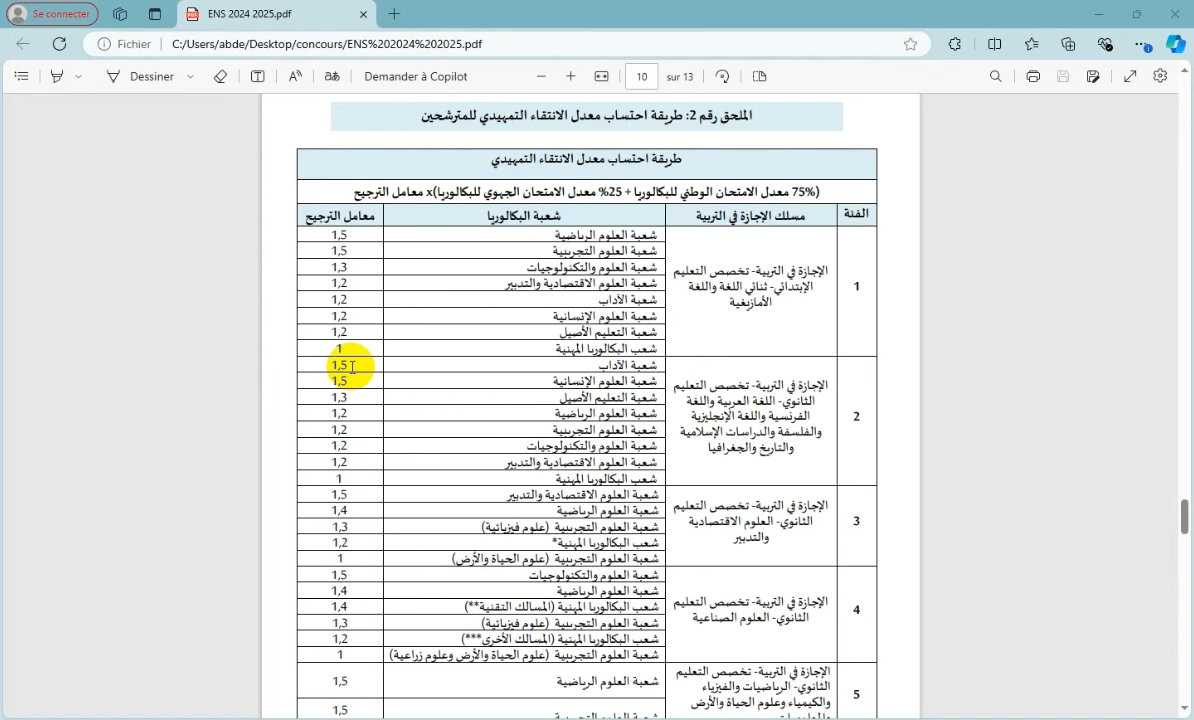 Se connecter
ENS 2024 2025.pdf
Fichier
C:/Users/abde/Desktop/concours/ENS%202024%202025.pdf
Dessiner
Demander à Copilot
10
sur 13
الملحق رقم 2: طريقة احتساب معدل الانتقاء التمهيدي للمترشحين
طريقة احتساب معدل الانتقاء التمهيدي
(75% معدل الامتحان الوطني للبكالوريا + 25% معدل الامتحان الجهوي للبكالوريا)x معامل الترجيح
الفئة مسلك الإجازة في التربية شعبة البكالوريا معامل الترجيح
1
الإجازة في التربية- تخصص التعليم
الإبتدائي- ثنائي اللغة واللغة
الأمازيغية
شعبة العلوم الرياضية 1,5
شعبة العلوم التجريبية 1,5
شعبة العلوم والتكنولوجيات 1,3
شعبة العلوم الاقتصادية والتدبير 1,2
شعبة الآداب 1,2
شعبة العلوم الإنسانية 1,2
شعبة التعليم الأصيل 1,2
شعب البكالوريا المهنية 1
2
الإجازة في التربية- تخصص التعليم
الثانوي- اللغة العربية واللغة
الفرنسية واللغة الإنجليزية
والفلسفة والدراسات الإسلامية
والتاريخ والجغرافيا
شعبة الآداب 1,5
شعبة العلوم الإنسانية 1,5
شعبة التعليم الأصيل 1,3
شعبة العلوم الرياضية 1,2
شعبة العلوم التجريبية 1,2
شعبة العلوم والتكنولوجيات 1,2
شعبة العلوم الاقتصادية والتدبير 1,2
شعب البكالوريا المهنية 1
3
الإجازة في التربية- تخصص التعليم
الثانوي- العلوم الاقتصادية
والتدبير
شعبة العلوم الاقتصادية والتدبير 1,5
شعبة العلوم الرياضية 1,4
شعبة العلوم التجريبية (علوم فيزيائية) 1,3
شعب البكالوريا المهنية* 1,2
شعبة العلوم التجريبية (علوم الحياة والأرض) 1
4
الإجازة في التربية- تخصص التعليم
الثانوي- العلوم الصناعية
شعبة العلوم والتكنولوجيات 1,5
شعبة العلوم الرياضية 1,4
شعب البكالوريا المهنية (المسالك التقنية**) 1,4
شعبة العلوم التجريبية (علوم فيزيائية) 1,3
شعب البكالوريا المهنية (المسالك الأخرى***) 1,2
شعبة العلوم التجريبية (علوم الحياة والأرض وعلوم زراعية) 1
5
الإجازة في التربية- تخصص التعليم
الثانوي- الرياضيات والفيزياء
والكيمياء وعلوم الحياة والأرض
شعبة العلوم الرياضية 1,5
1,5